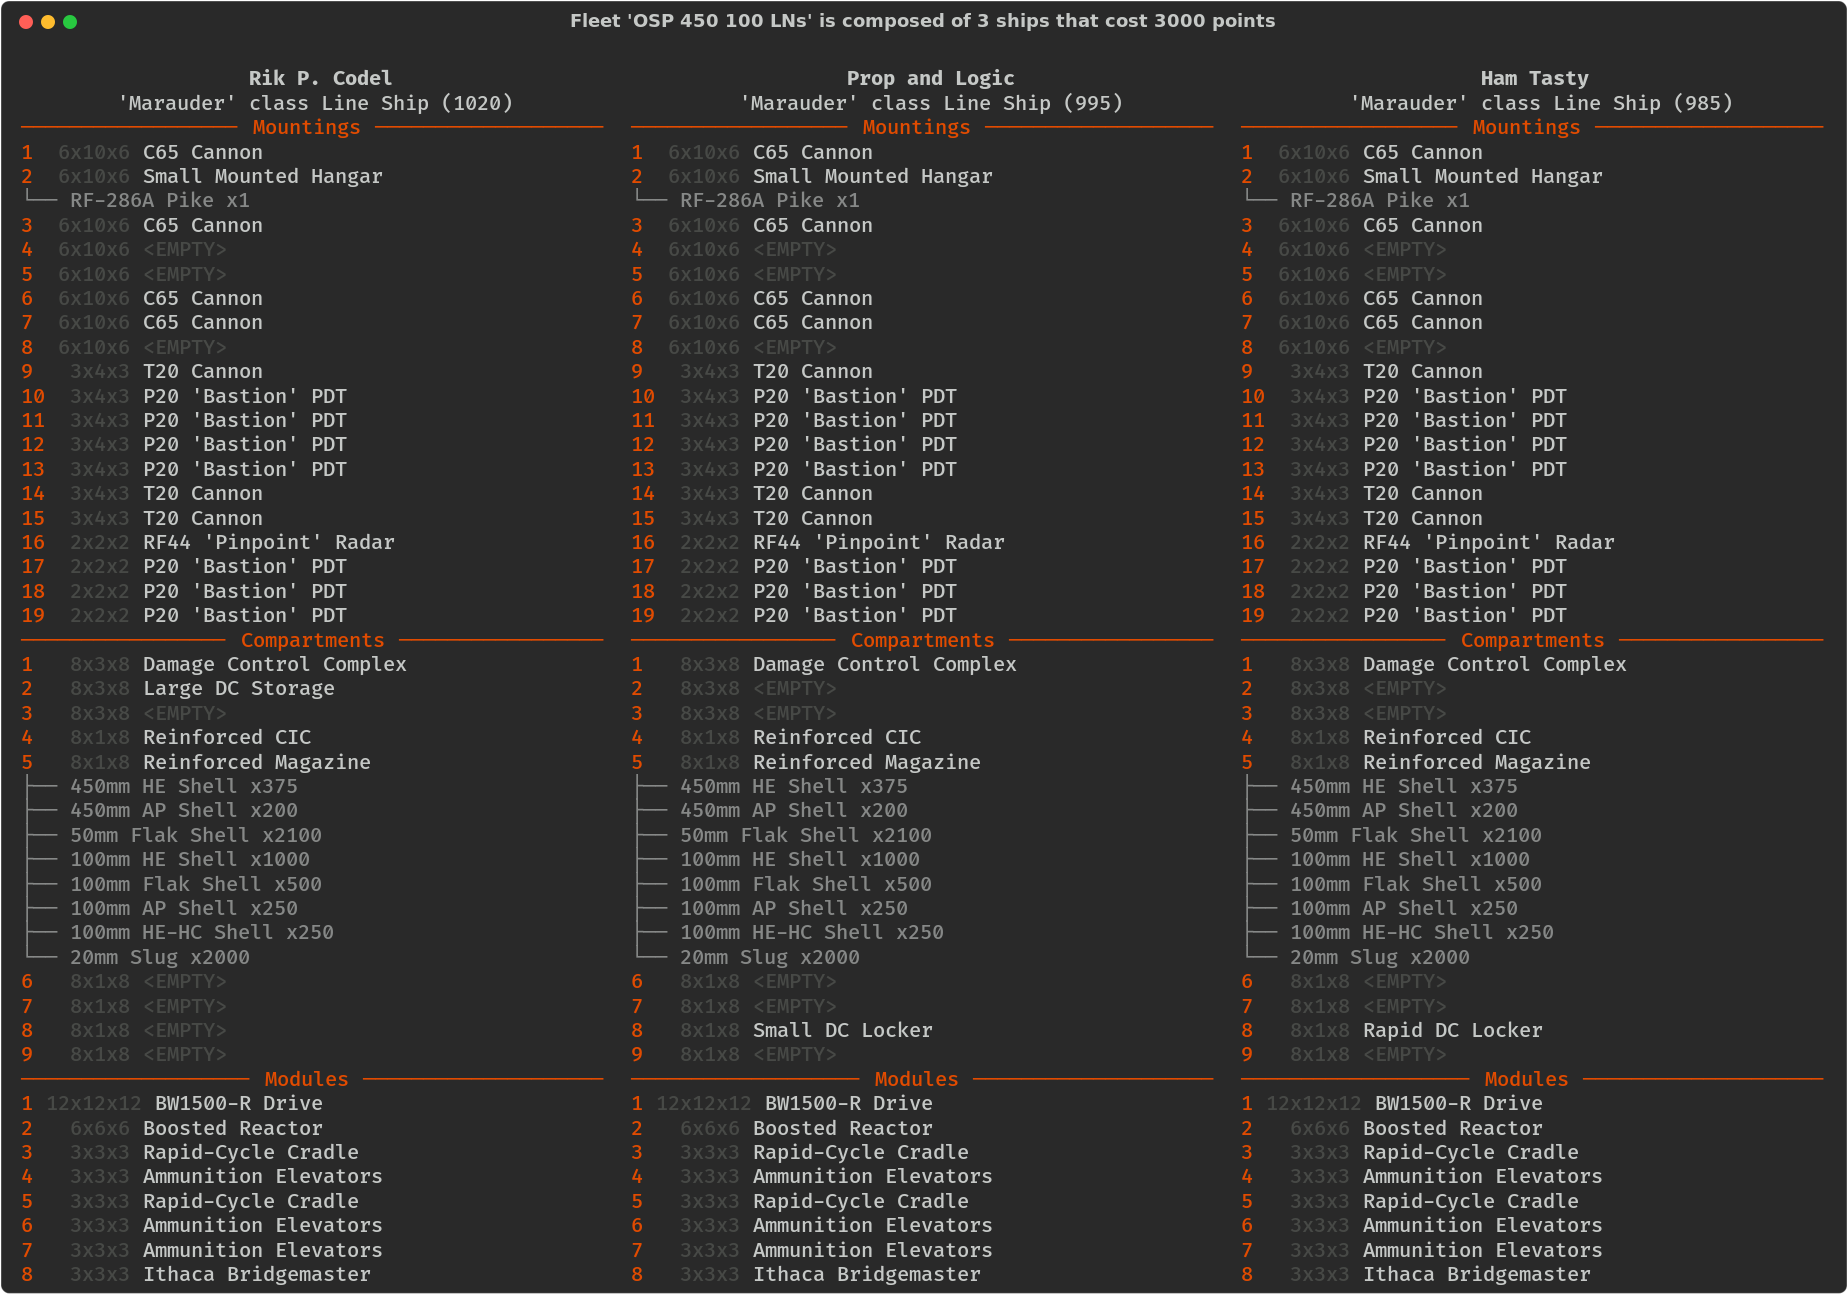 Fleet 'OSP 450 100 LNs' is composed of 3 ships that cost 3000 points
Rik P. Codel
'Marauder' class Line Ship (1020)
Mountings
1 6x10x6 C65 Cannon
2 6x10x6 Small Mounted Hangar
└── RF-286A Pike x1
3 6x10x6 C65 Cannon
4 6x10x6 <EMPTY>
5 6x10x6 <EMPTY>
6 6x10x6 C65 Cannon
7 6x10x6 C65 Cannon
8 6x10x6 <EMPTY>
9 3x4x3 T20 Cannon
10 3x4x3 P20 'Bastion' PDT
11 3x4x3 P20 'Bastion' PDT
12 3x4x3 P20 'Bastion' PDT
13 3x4x3 P20 'Bastion' PDT
14 3x4x3 T20 Cannon
15 3x4x3 T20 Cannon
16 2x2x2 RF44 'Pinpoint' Radar
17 2x2x2 P20 'Bastion' PDT
18 2x2x2 P20 'Bastion' PDT
19 2x2x2 P20 'Bastion' PDT
Compartments
1 8x3x8 Damage Control Complex
2 8x3x8 Large DC Storage
3 8x3x8 <EMPTY>
4 8x1x8 Reinforced CIC
5 8x1x8 Reinforced Magazine
├── 450mm HE Shell x375
├── 450mm AP Shell x200
├── 50mm Flak Shell x2100
├── 100mm HE Shell x1000
├── 100mm Flak Shell x500
├── 100mm AP Shell x250
├── 100mm HE-HC Shell x250
└── 20mm Slug x2000
6 8x1x8 <EMPTY>
7 8x1x8 <EMPTY>
8 8x1x8 <EMPTY>
9 8x1x8 <EMPTY>
Modules
1 12x12x12 BW1500-R Drive
2 6x6x6 Boosted Reactor
3 3x3x3 Rapid-Cycle Cradle
4 3x3x3 Ammunition Elevators
5 3x3x3 Rapid-Cycle Cradle
6 3x3x3 Ammunition Elevators
7 3x3x3 Ammunition Elevators
8 3x3x3 Ithaca Bridgemaster
Prop and Logic
'Marauder' class Line Ship (995)
Mountings
1 6x10x6 C65 Cannon
2 6x10x6 Small Mounted Hangar
└── RF-286A Pike x1
3 6x10x6 C65 Cannon
4 6x10x6 <EMPTY>
5 6x10x6 <EMPTY>
6 6x10x6 C65 Cannon
7 6x10x6 C65 Cannon
8 6x10x6 <EMPTY>
9 3x4x3 T20 Cannon
10 3x4x3 P20 'Bastion' PDT
11 3x4x3 P20 'Bastion' PDT
12 3x4x3 P20 'Bastion' PDT
13 3x4x3 P20 'Bastion' PDT
14 3x4x3 T20 Cannon
15 3x4x3 T20 Cannon
16 2x2x2 RF44 'Pinpoint' Radar
17 2x2x2 P20 'Bastion' PDT
18 2x2x2 P20 'Bastion' PDT
19 2x2x2 P20 'Bastion' PDT
Compartments
1 8x3x8 Damage Control Complex
2 8x3x8 <EMPTY>
3 8x3x8 <EMPTY>
4 8x1x8 Reinforced CIC
5 8x1x8 Reinforced Magazine
├── 450mm HE Shell x375
├── 450mm AP Shell x200
├── 50mm Flak Shell x2100
├── 100mm HE Shell x1000
├── 100mm Flak Shell x500
├── 100mm AP Shell x250
├── 100mm HE-HC Shell x250
└── 20mm Slug x2000
6 8x1x8 <EMPTY>
7 8x1x8 <EMPTY>
8 8x1x8 Small DC Locker
9 8x1x8 <EMPTY>
Modules
1 12x12x12 BW1500-R Drive
2 6x6x6 Boosted Reactor
3 3x3x3 Rapid-Cycle Cradle
4 3x3x3 Ammunition Elevators
5 3x3x3 Rapid-Cycle Cradle
6 3x3x3 Ammunition Elevators
7 3x3x3 Ammunition Elevators
8 3x3x3 Ithaca Bridgemaster
Ham Tasty
'Marauder' class Line Ship (985)
Mountings
1 6x10x6 C65 Cannon
2 6x10x6 Small Mounted Hangar
└── RF-286A Pike x1
3 6x10x6 C65 Cannon
4 6x10x6 <EMPTY>
5 6x10x6 <EMPTY>
6 6x10x6 C65 Cannon
7 6x10x6 C65 Cannon
8 6x10x6 <EMPTY>
9 3x4x3 T20 Cannon
10 3x4x3 P20 'Bastion' PDT
11 3x4x3 P20 'Bastion' PDT
12 3x4x3 P20 'Bastion' PDT
13 3x4x3 P20 'Bastion' PDT
14 3x4x3 T20 Cannon
15 3x4x3 T20 Cannon
16 2x2x2 RF44 'Pinpoint' Radar
17 2x2x2 P20 'Bastion' PDT
18 2x2x2 P20 'Bastion' PDT
19 2x2x2 P20 'Bastion' PDT
Compartments
1 8x3x8 Damage Control Complex
2 8x3x8 <EMPTY>
3 8x3x8 <EMPTY>
4 8x1x8 Reinforced CIC
5 8x1x8 Reinforced Magazine
├── 450mm HE Shell x375
├── 450mm AP Shell x200
├── 50mm Flak Shell x2100
├── 100mm HE Shell x1000
├── 100mm Flak Shell x500
├── 100mm AP Shell x250
├── 100mm HE-HC Shell x250
└── 20mm Slug x2000
6 8x1x8 <EMPTY>
7 8x1x8 <EMPTY>
8 8x1x8 Rapid DC Locker
9 8x1x8 <EMPTY>
Modules
1 12x12x12 BW1500-R Drive
2 6x6x6 Boosted Reactor
3 3x3x3 Rapid-Cycle Cradle
4 3x3x3 Ammunition Elevators
5 3x3x3 Rapid-Cycle Cradle
6 3x3x3 Ammunition Elevators
7 3x3x3 Ammunition Elevators
8 3x3x3 Ithaca Bridgemaster